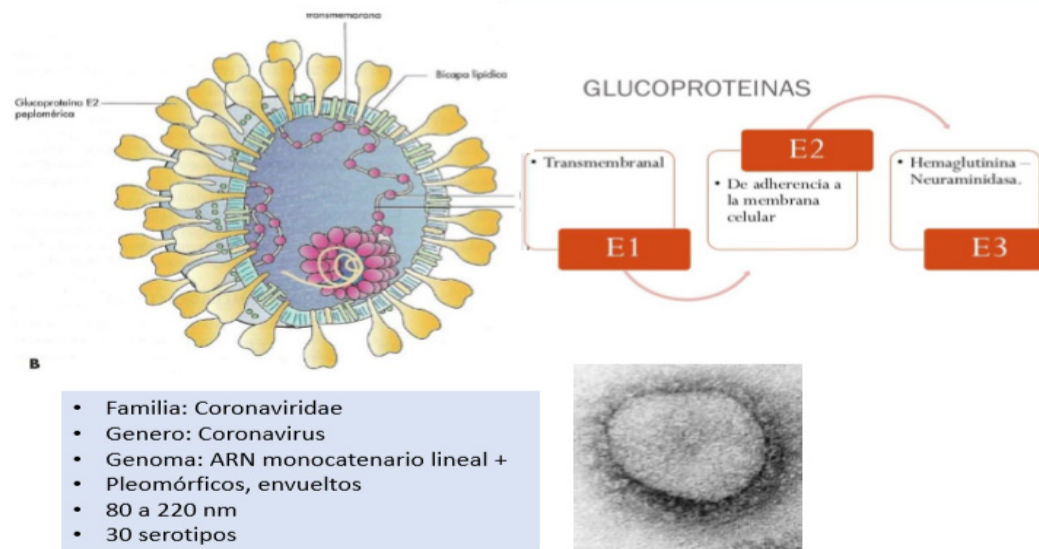 transmembrana
Bicapa lipídica
Glucoproteína E2
peplomérica
B
GLUCOPROTEINAS
• Transmembranal
E1
E2
• De adherencia a
la membrana
celular
• Hemaglutinina –
Neuraminidasa.
E3
• Familia: Coronaviridae
• Genero: Coronavirus
• Genoma: ARN monocatenario lineal +
• Pleomórficos, envueltos
• 80 a 220 nm
• 30 serotipos